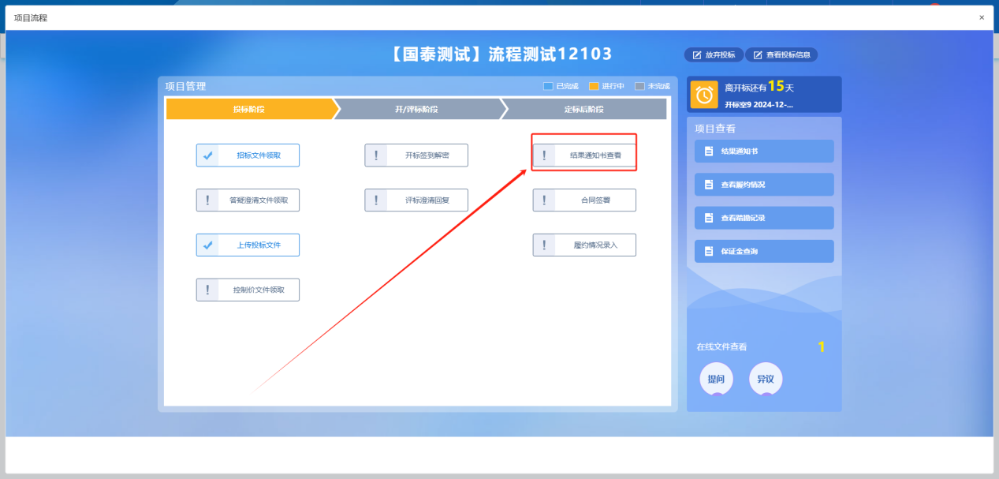 项目流程
×
【国泰测试】流程测试12103
放弃投标
查看投标信息
项目管理
已完成
进行中
未完成
投标阶段
开/评标阶段
定标后阶段
招标文件领取
答疑澄清文件领取
上传投标文件
控制价文件领取
开标签到解密
评标澄清回复
结果通知书查看
合同签署
履约情况录入
离开标还有15天
开标室9 2024-12-...
项目查看
结果通知书
查看履约情况
查看踏勘记录
保证金查询
在线文件查看
1
提问
异议